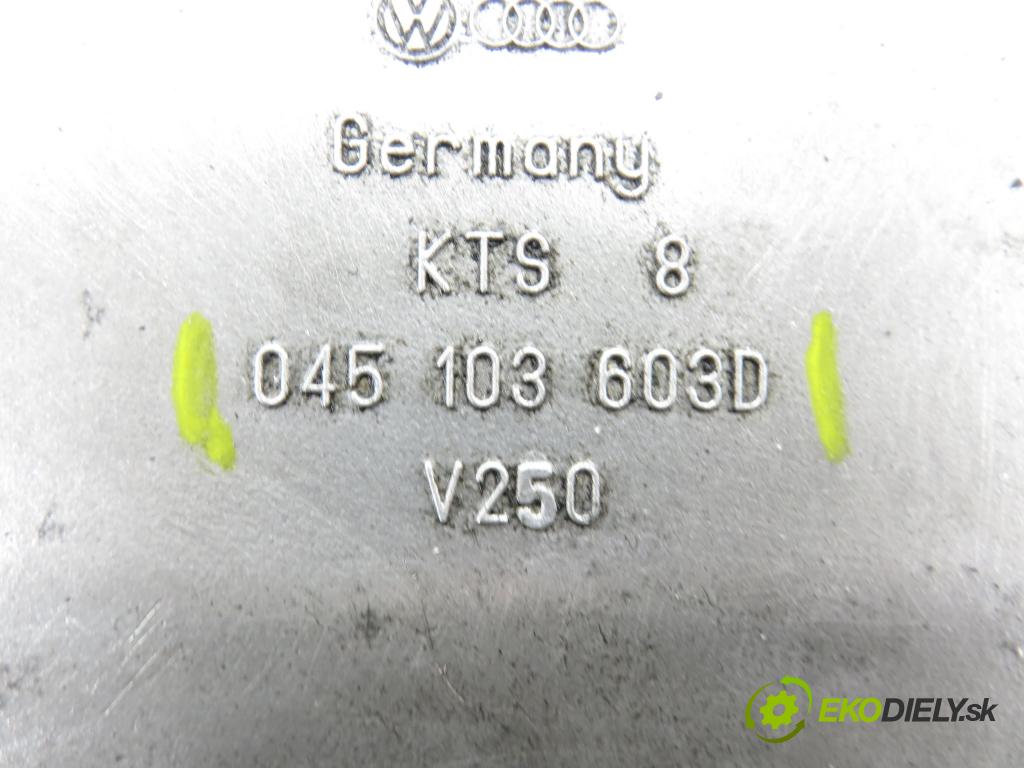 Germany
KTS 8
045 103 603D
V250
EKODIELY.sk